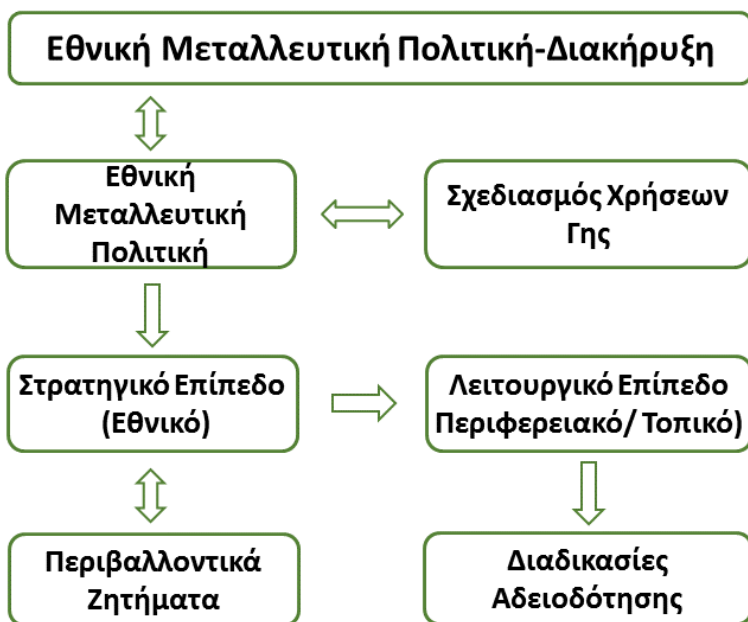 Εθνική Μεταλλευτική Πολιτική-Διακήρυξη
Εθνική
Μεταλλευτική
Πολιτική
Σχεδιασμός Χρήσεων
Γης
Στρατηγικό Επίπεδο
(Εθνικό)
Λειτουργικό Επίπεδο
Περιφερειακό/ Τοπικό)
Περιβαλλοντικά
Ζητήματα
Διαδικασίες
Αδειοδότησης